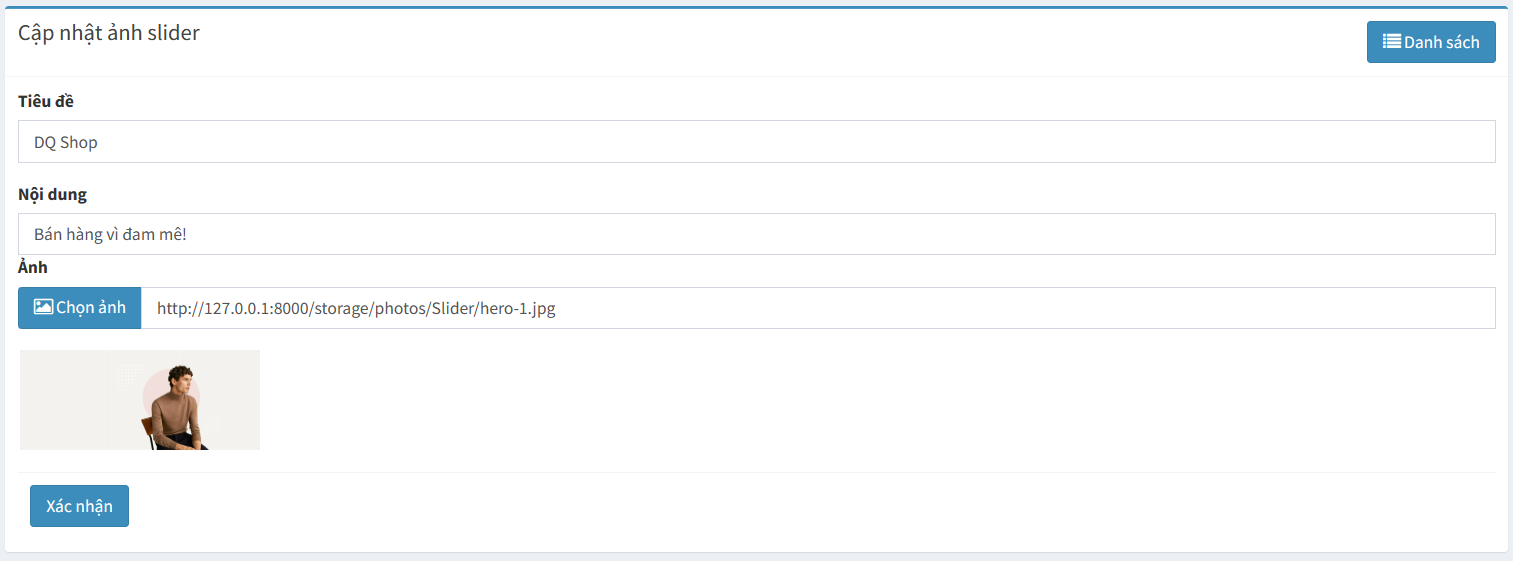 Cập nhật ảnh slider
Danh sách
Tiêu đề
DQ Shop
Nội dung
Bán hàng vì đam mê!
Ảnh
Chọn ảnh http://127.0.0.1:8000/storage/photos/Slider/hero-1.jpg
Xác nhận